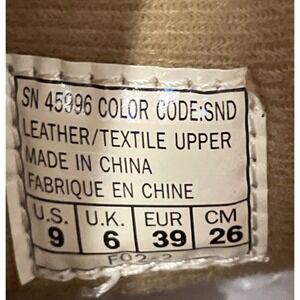 SN 45996 COLOR CODE:SND
LEATHER/TEXTILE UPPER
MADE IN CHINA
FABRIQUE EN CHINE
U.S. U.K. EUR CM
9 6 39 26